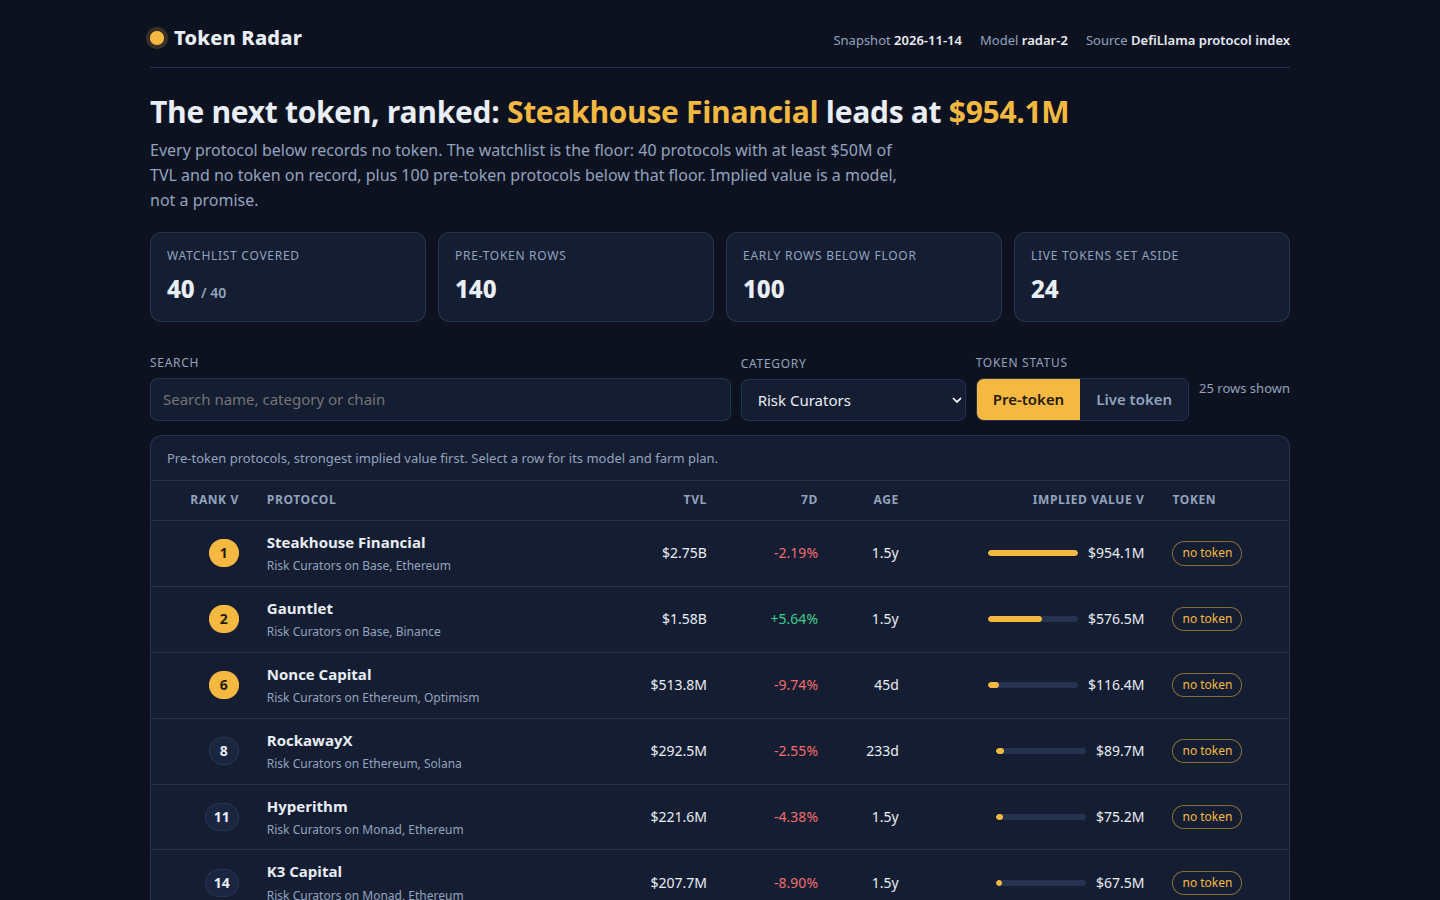 Token Radar
Snapshot 2026-11-14 Model radar-2 Source DefiLlama protocol index
The next token, ranked: Steakhouse Financial leads at $954.1M
Every protocol below records no token. The watchlist is the floor: 40 protocols with at least $50M of
TVL and no token on record, plus 100 pre-token protocols below that floor. Implied value is a model,
not a promise.
WATCHLIST COVERED
40 / 40
PRE-TOKEN ROWS
140
EARLY ROWS BELOW FLOOR
100
LIVE TOKENS SET ASIDE
24
SEARCH
Search name, category or chain
CATEGORY
Risk Curators
TOKEN STATUS
Pre-token Live token
25 rows shown
Pre-token protocols, strongest implied value first. Select a row for its model and farm plan.
RANK V PROTOCOL TVL 7D AGE IMPLIED VALUE V TOKEN
1 Steakhouse Financial $2.75B -2.19% 1.5y $954.1M no token
Risk Curators on Base, Ethereum
2 Gauntlet $1.58B +5.64% 1.5y $576.5M no token
Risk Curators on Base, Binance
6 Nonce Capital $513.8M -9.74% 45d $116.4M no token
Risk Curators on Ethereum, Optimism
8 RockawayX $292.5M -2.55% 233d $89.7M no token
Risk Curators on Ethereum, Solana
11 Hyperithm $221.6M -4.38% 1.5y $75.2M no token
Risk Curators on Monad, Ethereum
14 K3 Capital $207.7M -8.90% 1.5y $67.5M no token
Risk Curators on Monad, Ethereum